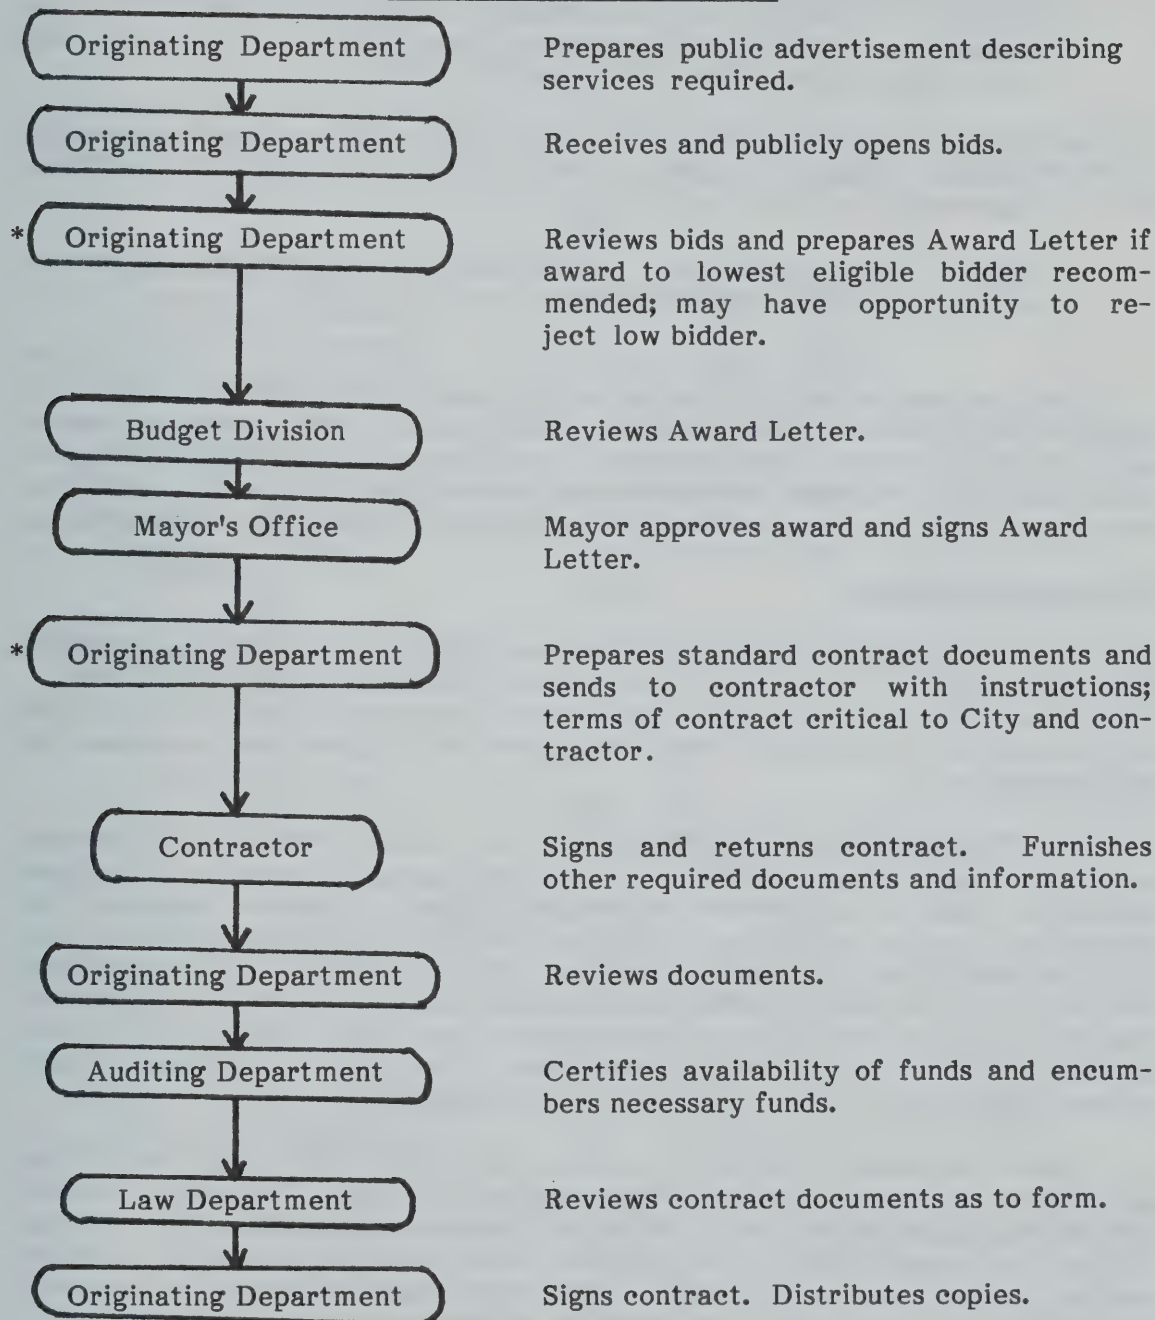 Originating Department
Prepares public advertisement describing
services required.
Originating Department
Receives and publicly opens bids.
* Originating Department
Reviews bids and prepares Award Letter if
award to lowest eligible bidder recom-
mended; may have opportunity to re-
ject low bidder.
Budget Division
Reviews Award Letter.
Mayor's Office
Mayor approves award and signs Award
Letter.
* Originating Department
Prepares standard contract documents and
sends to contractor with instructions;
terms of contract critical to City and con-
tractor.
Contractor
Signs and returns contract. Furnishes
other required documents and information.
Originating Department
Reviews documents.
Auditing Department
Certifies availability of funds and encum-
bers necessary funds.
Law Department
Reviews contract documents as to form.
Originating Department
Signs contract. Distributes copies.